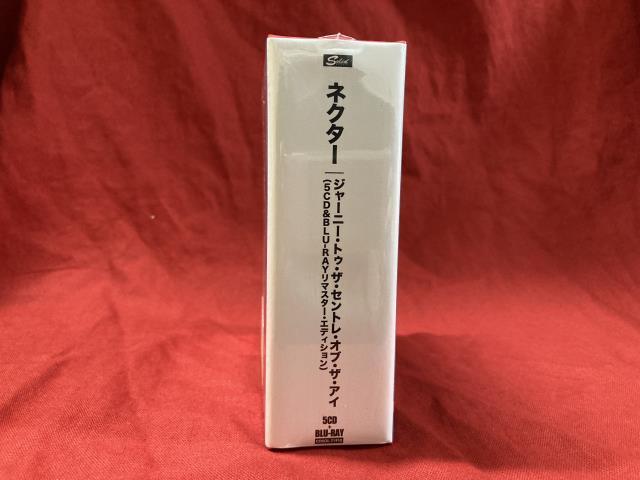 Solid
ネクター
ジャーニー・トゥ・ザ・セントレ・オブ・ザ・アイ
(5CD&BLU-RAYリマスター・エディション)
5CD
+
BLU-RAY